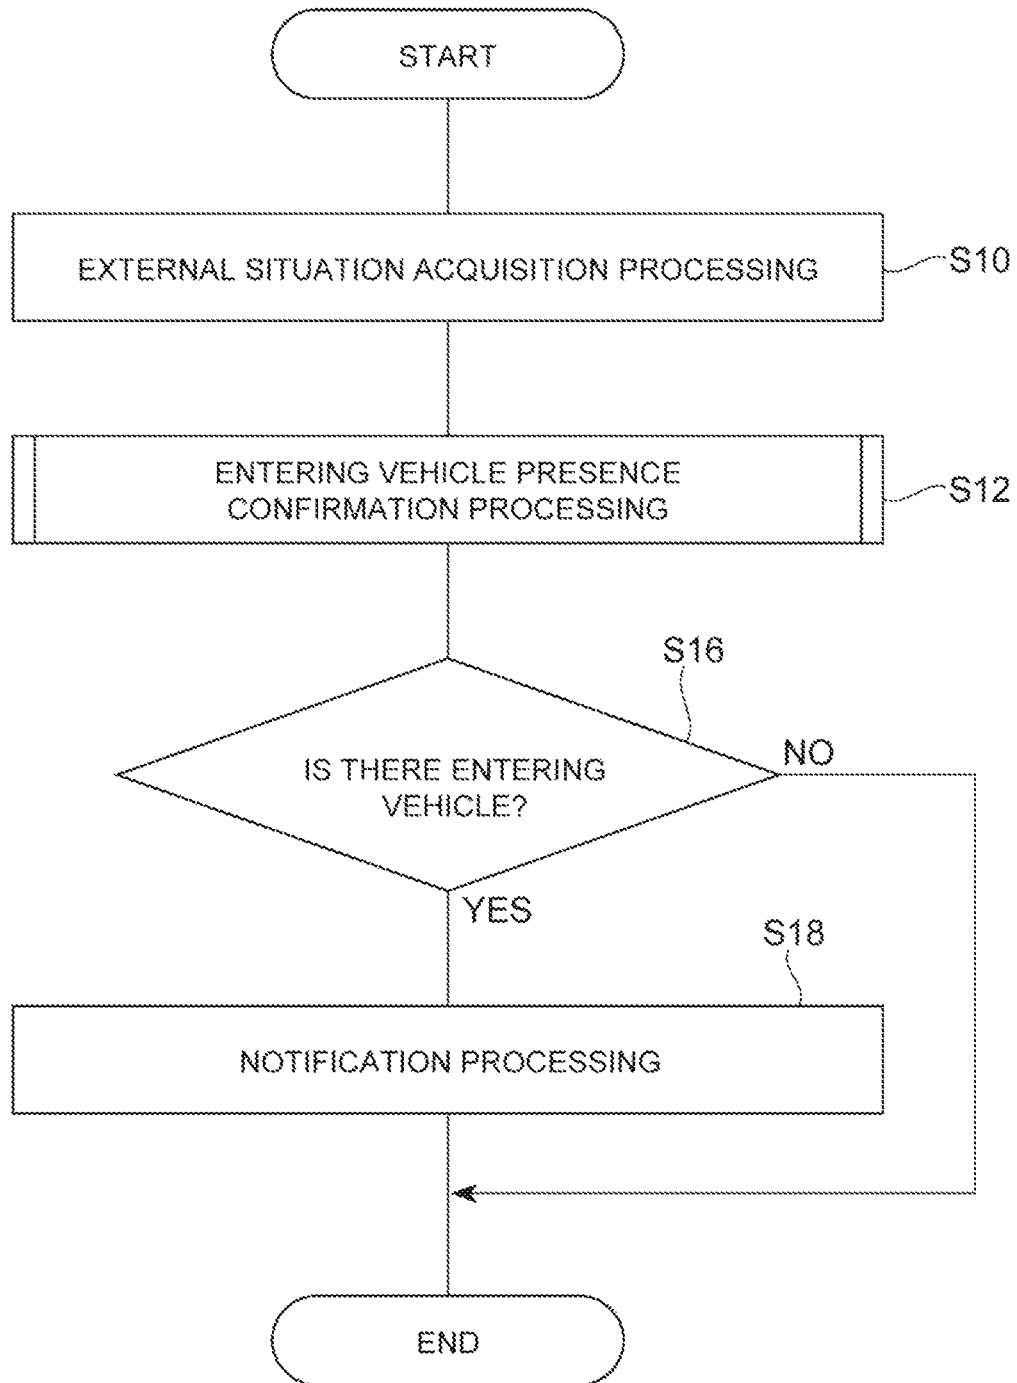 START
EXTERNAL SITUATION ACQUISITION PROCESSING
S10
ENTERING VEHICLE PRESENCE
CONFIRMATION PROCESSING
S12
S16
IS THERE ENTERING
VEHICLE?
NO
YES
S18
NOTIFICATION PROCESSING
END